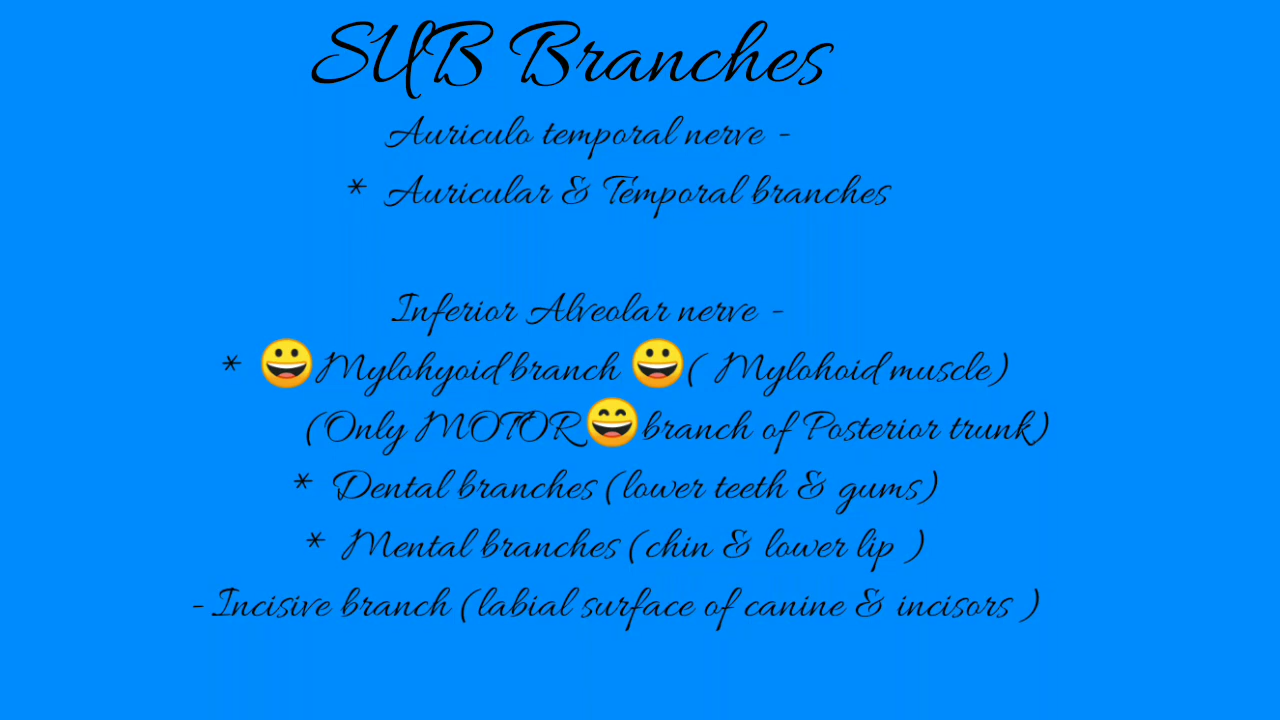 SUB Branches
Auriculo temporal nerve -
* Auricular & Temporal branches
Inferior Alveolar nerve -
* 😀Mylohyoid branch 😀( Mylohoid muscle)
(Only MOTOR😄branch of Posterior trunk)
* Dental branches (lower teeth & gums)
* Mental branches (chin & lower lip )
- Incisive branch (labial surface of canine & incisors )